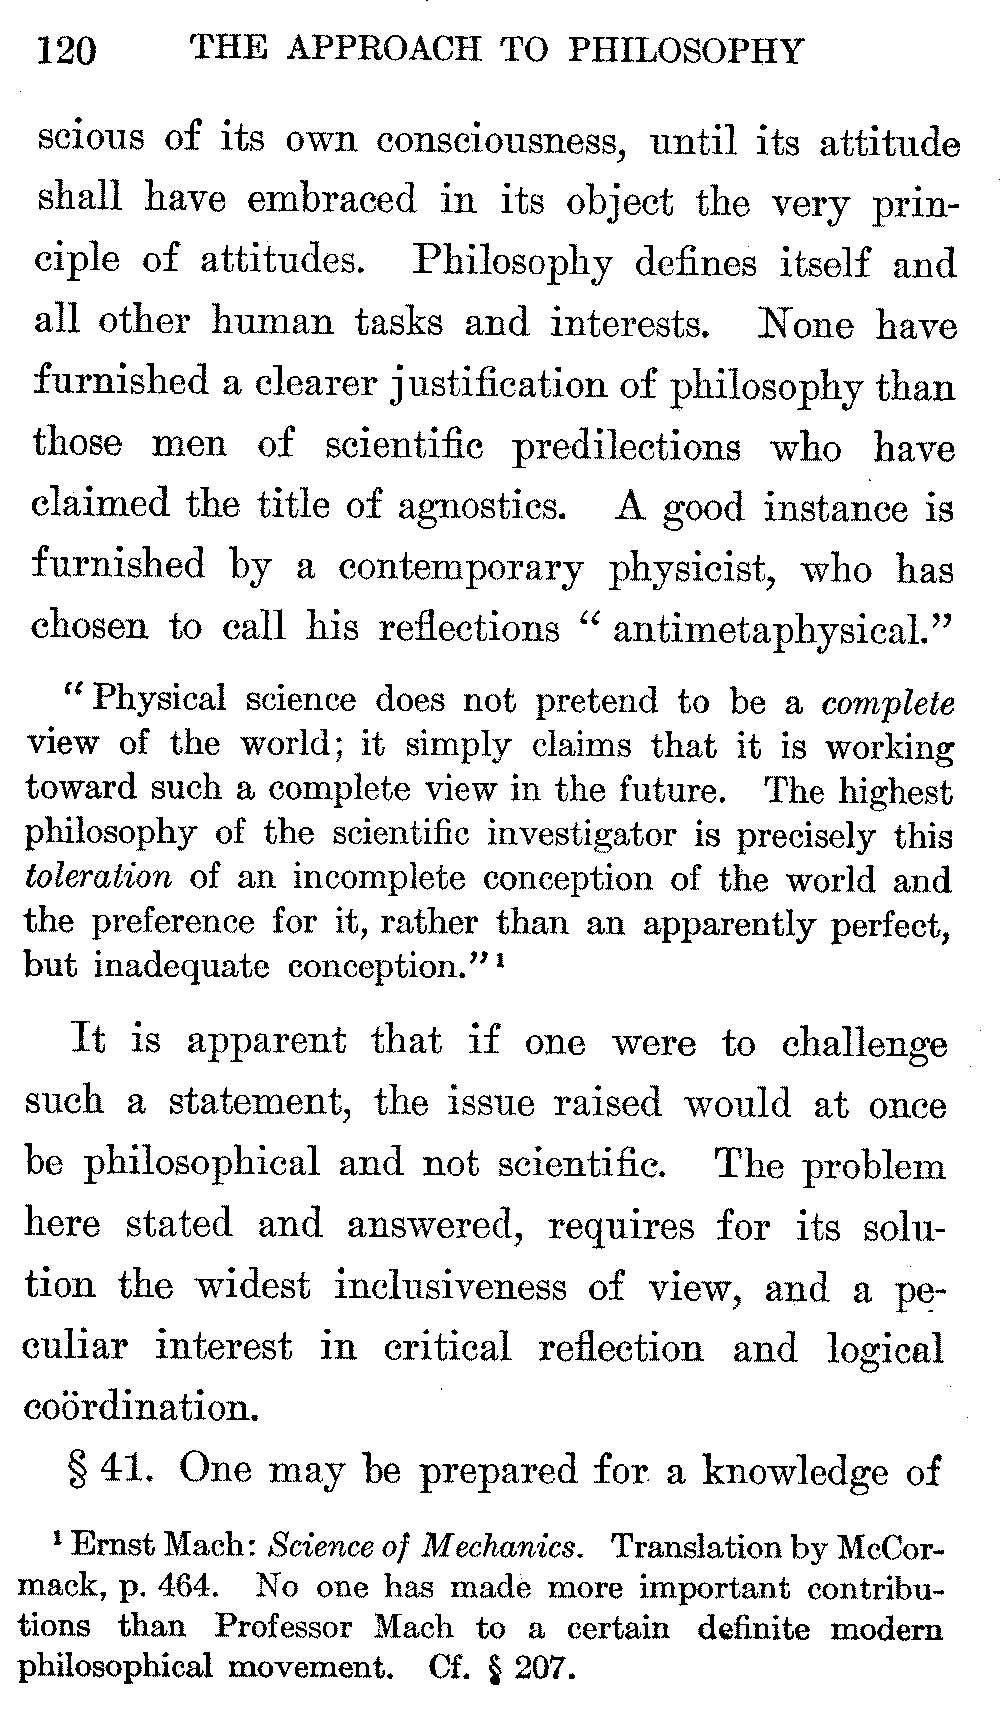 120 THE APPROACH TO PHILOSOPHY
scious of its own consciousness, until its attitude
shall have embraced in its object the very prin-
ciple of attitudes. Philosophy defines itself and
all other human tasks and interests. None have
furnished a clearer justification of philosophy than
those men of scientific predilections who have
claimed the title of agnostics. A good instance is
furnished by a contemporary physicist, who has
chosen to call his reflections “ antimetaphysical.”
“Physical science does not pretend to be a complete
view of the world; it simply claims that it is working
toward such a complete view in the future. The highest
philosophy of the scientific investigator is precisely this
toleration of an incomplete conception of the world and
the preference for it, rather than an apparently perfect,
but inadequate conception.” ¹
It is apparent that if one were to challenge
such a statement, the issue raised would at once
be philosophical and not scientific. The problem
here stated and answered, requires for its solu-
tion the widest inclusiveness of view, and a pe-
culiar interest in critical reflection and logical
coördination.
§ 41. One may be prepared for a knowledge of
¹ Ernst Mach: Science of Mechanics. Translation by McCor-
mack, p. 464. No one has made more important contribu-
tions than Professor Mach to a certain definite modern
philosophical movement. Cf. § 207.